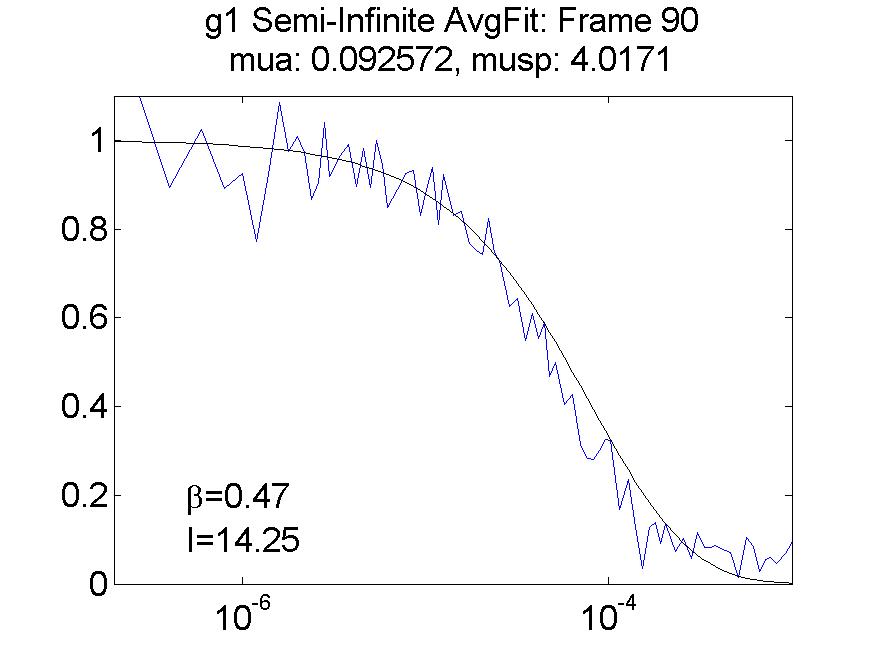 g1 Semi-Infinite AvgFit: Frame 90
mua: 0.092572, musp: 4.0171
1
0.8
0.6
0.4
0.2
0
β=0.47
I=14.25
10^-6
10^-4